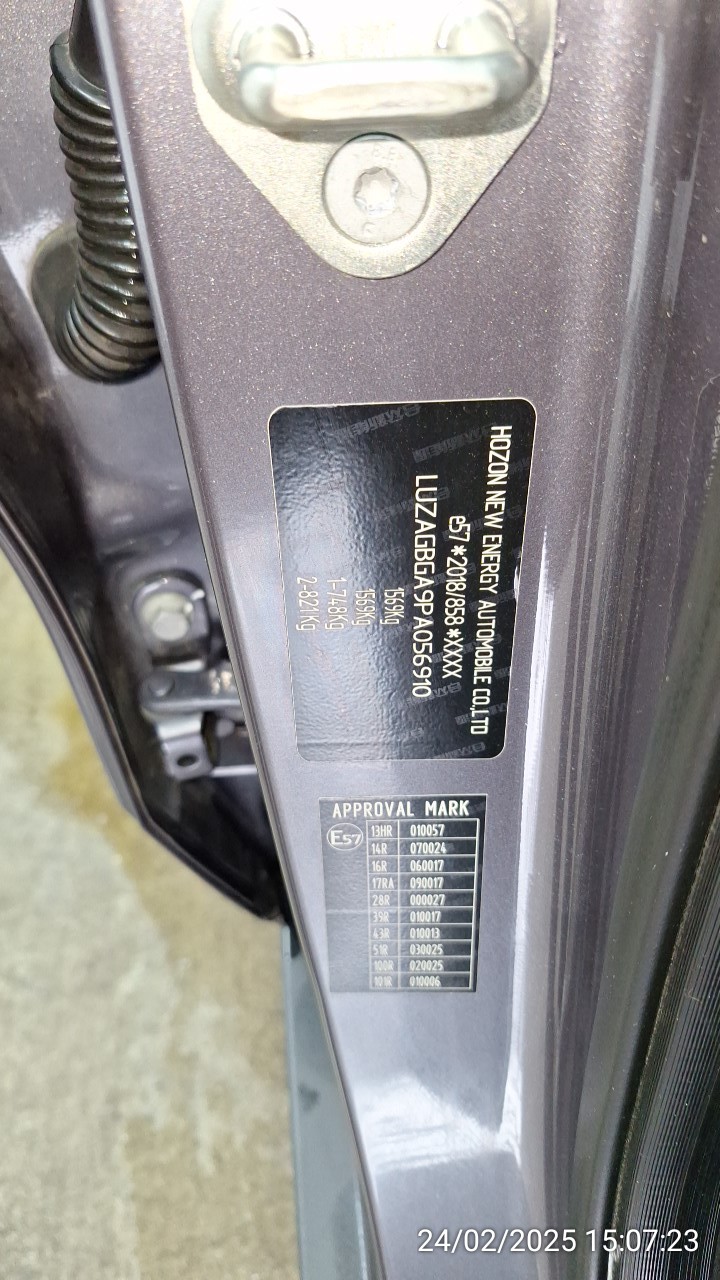 HOZON NEW ENERGY AUTOMOBILE CO.,LTD
e57*2018/858*XXXX
LUZAGBGA9PA056910
1569Kg
1569Kg
1-748Kg
2-821Kg
APPROVAL MARK
E57
13HR 010057
14R 070024
16R 060017
17RA 090017
28R 000027
39R 010017
43R 010013
51R 030025
100R 020025
101R 010006
24/02/2025 15:07:23